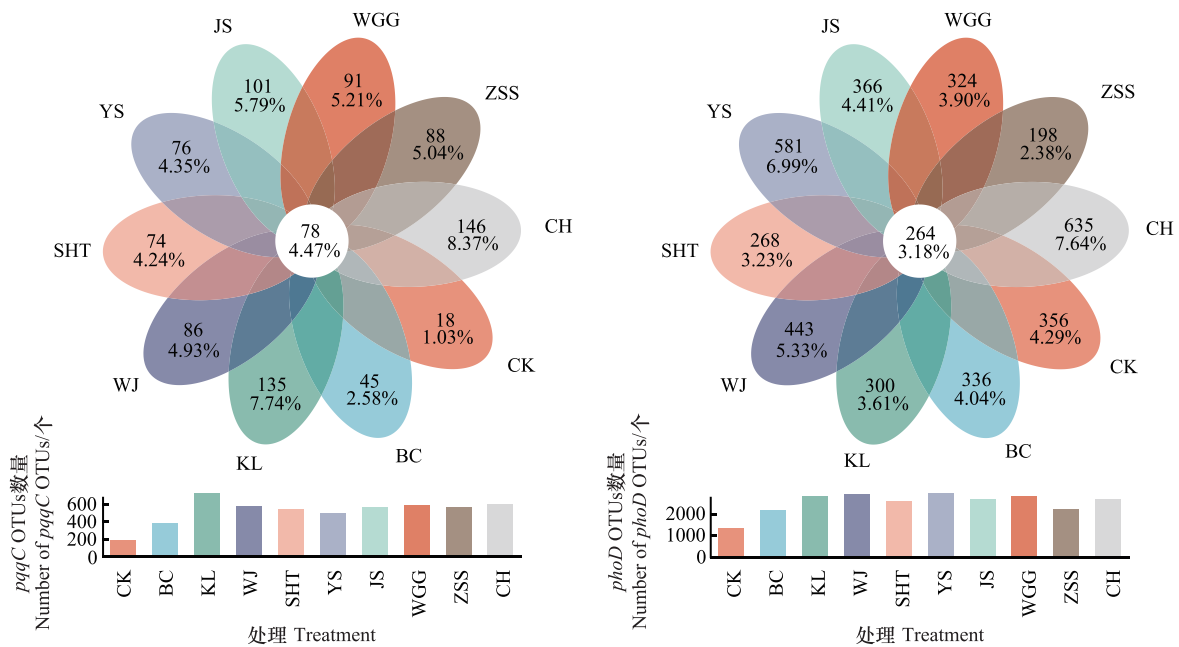 JS
WGG
101
5.79%
91
5.21%
ZSS
YS
88
5.04%
76
4.35%
CH
146
8.37%
78
4.47%
SHT
74
4.24%
18
1.03%
86
4.93%
CK
WJ
135
7.74%
45
2.58%
BC
KL
pqqC OTUs数量
Number of pqqC OTUs/个
600
400
200
0
CK
BC
KL
WJ
SHT
YS
JS
WGG
ZSS
CH
处理 Treatment
JS
WGG
366
4.41%
324
3.90%
ZSS
YS
198
2.38%
581
6.99%
CH
635
7.64%
264
3.18%
SHT
268
3.23%
356
4.29%
443
5.33%
CK
WJ
300
3.61%
336
4.04%
BC
KL
phoD OTUs数量
Number of phoD OTUs/个
2000
1000
0
CK
BC
KL
WJ
SHT
YS
JS
WGG
ZSS
CH
处理 Treatment